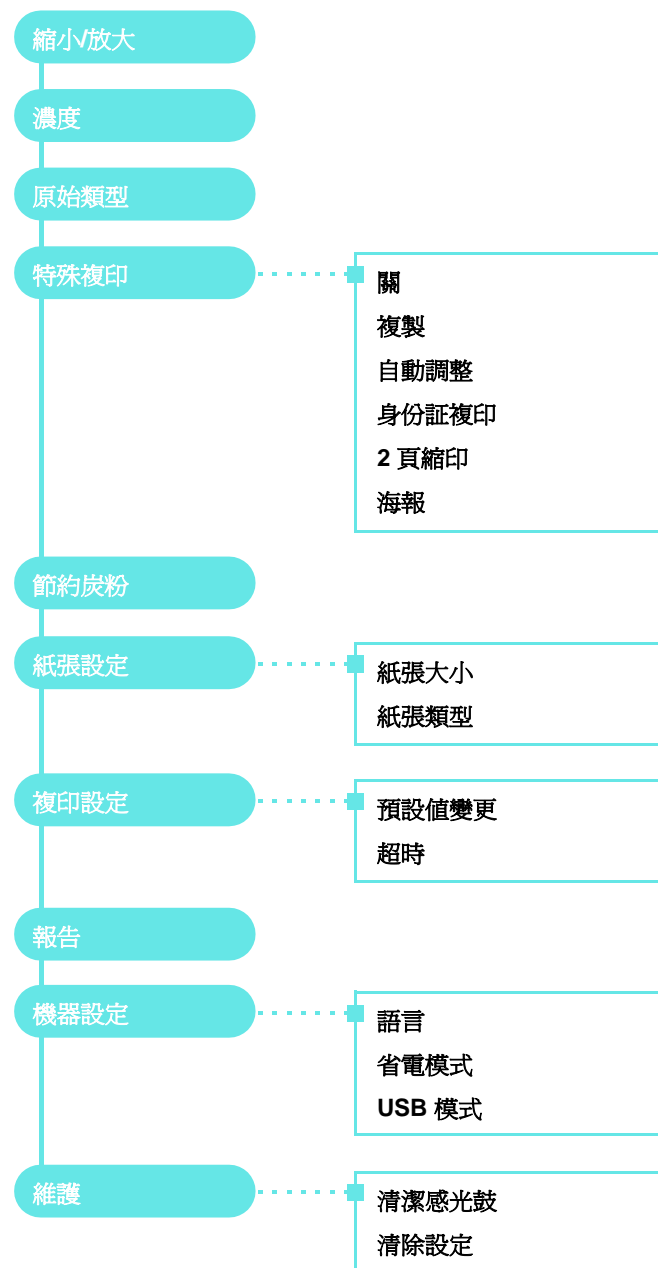 縮小/放大
濃度
原始類型
特殊複印
關
複製
自動調整
身份証複印
2 頁縮印
海報
節約炭粉
紙張設定
紙張大小
紙張類型
複印設定
預設值變更
超時
報告
機器設定
語言
省電模式
USB 模式
維護
清潔感光鼓
清除設定